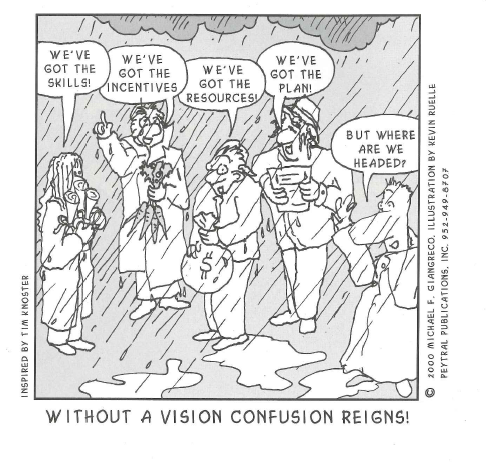 WE'VE
GOT THE
SKILLS!
WE'VE
GOT THE
INCENTIVES
WE'VE
GOT THE
RESOURCES!
WE'VE
GOT THE
PLAN!
BUT WHERE
ARE WE
HEADED?
$
INSPIRED BY TIM KNOSTER
© 2000 MICHAEL F. GIANGRECO, ILLUSTRATION BY KEVIN RUELLE
PEYTRAL PUBLICATIONS, INC. 952-949-8707
WITHOUT A VISION CONFUSION REIGNS!